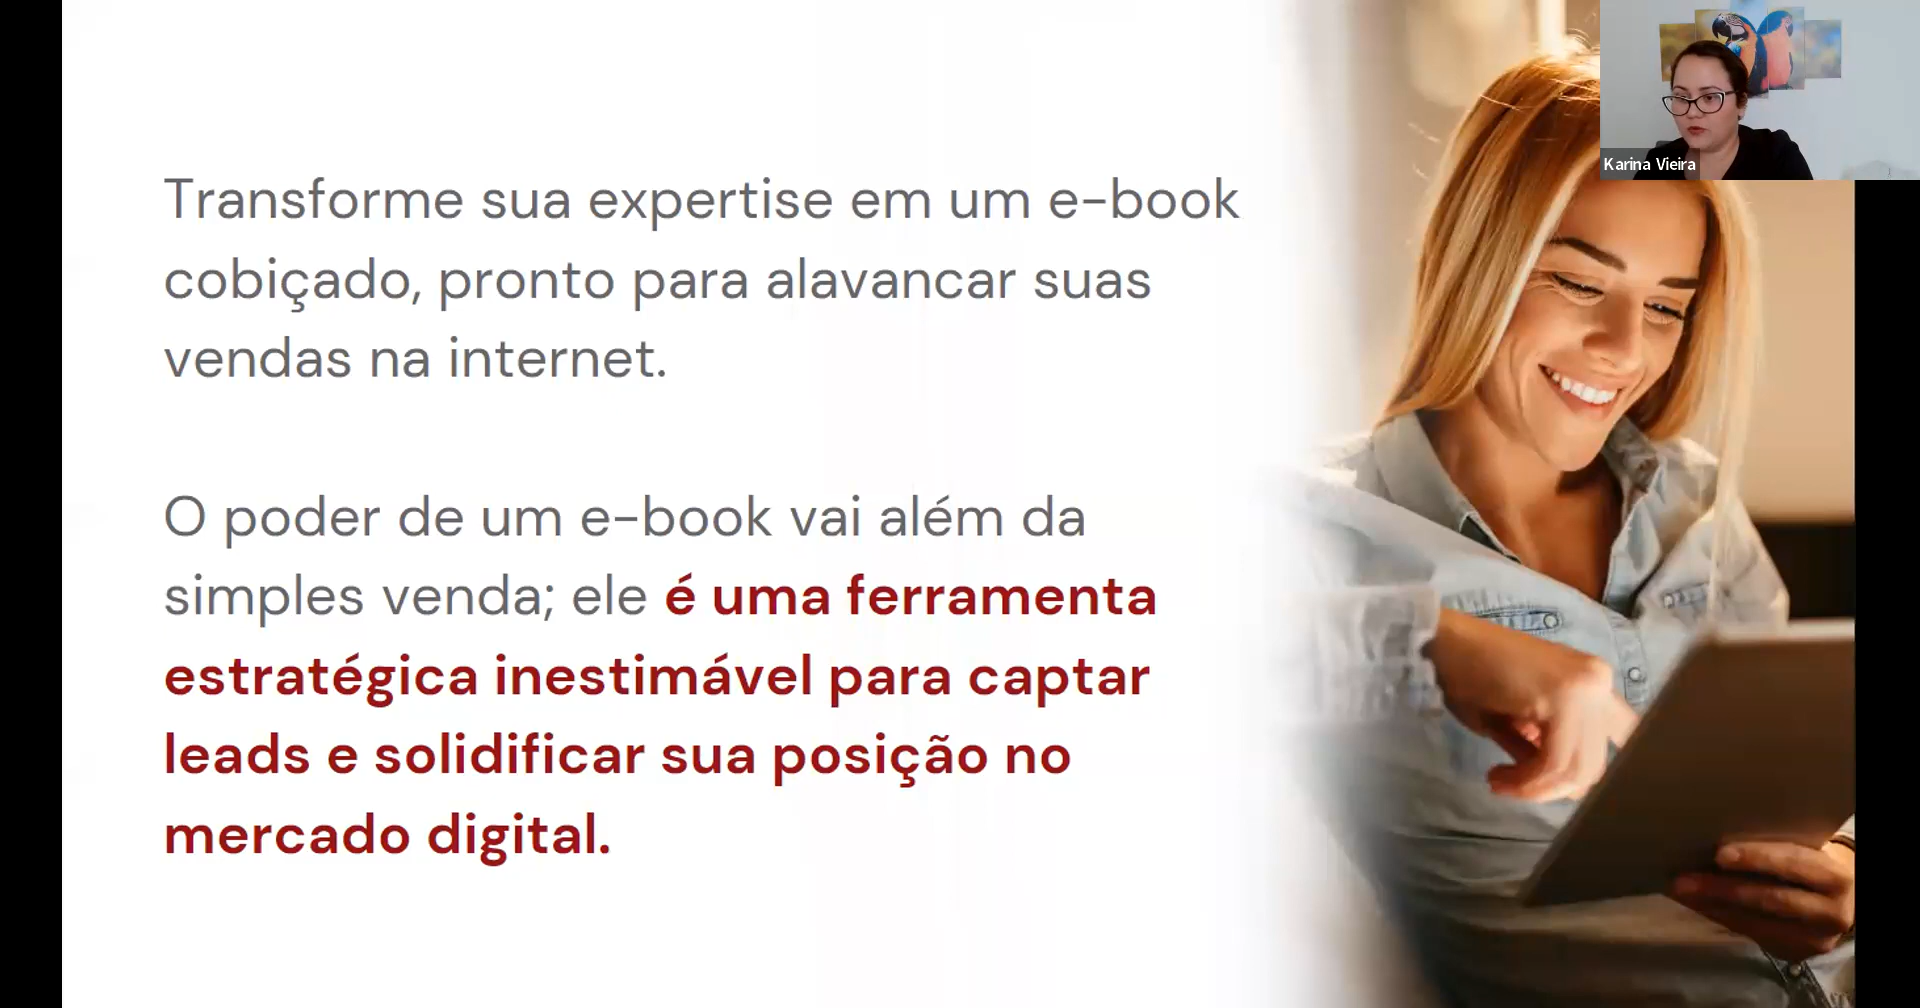 Transforme sua expertise em um e-book
cobiçado, pronto para alavancar suas
vendas na internet.
O poder de um e-book vai além da
simples venda; ele é uma ferramenta
estratégica inestimável para captar
leads e solidificar sua posição no
mercado digital.
Karina Vieira